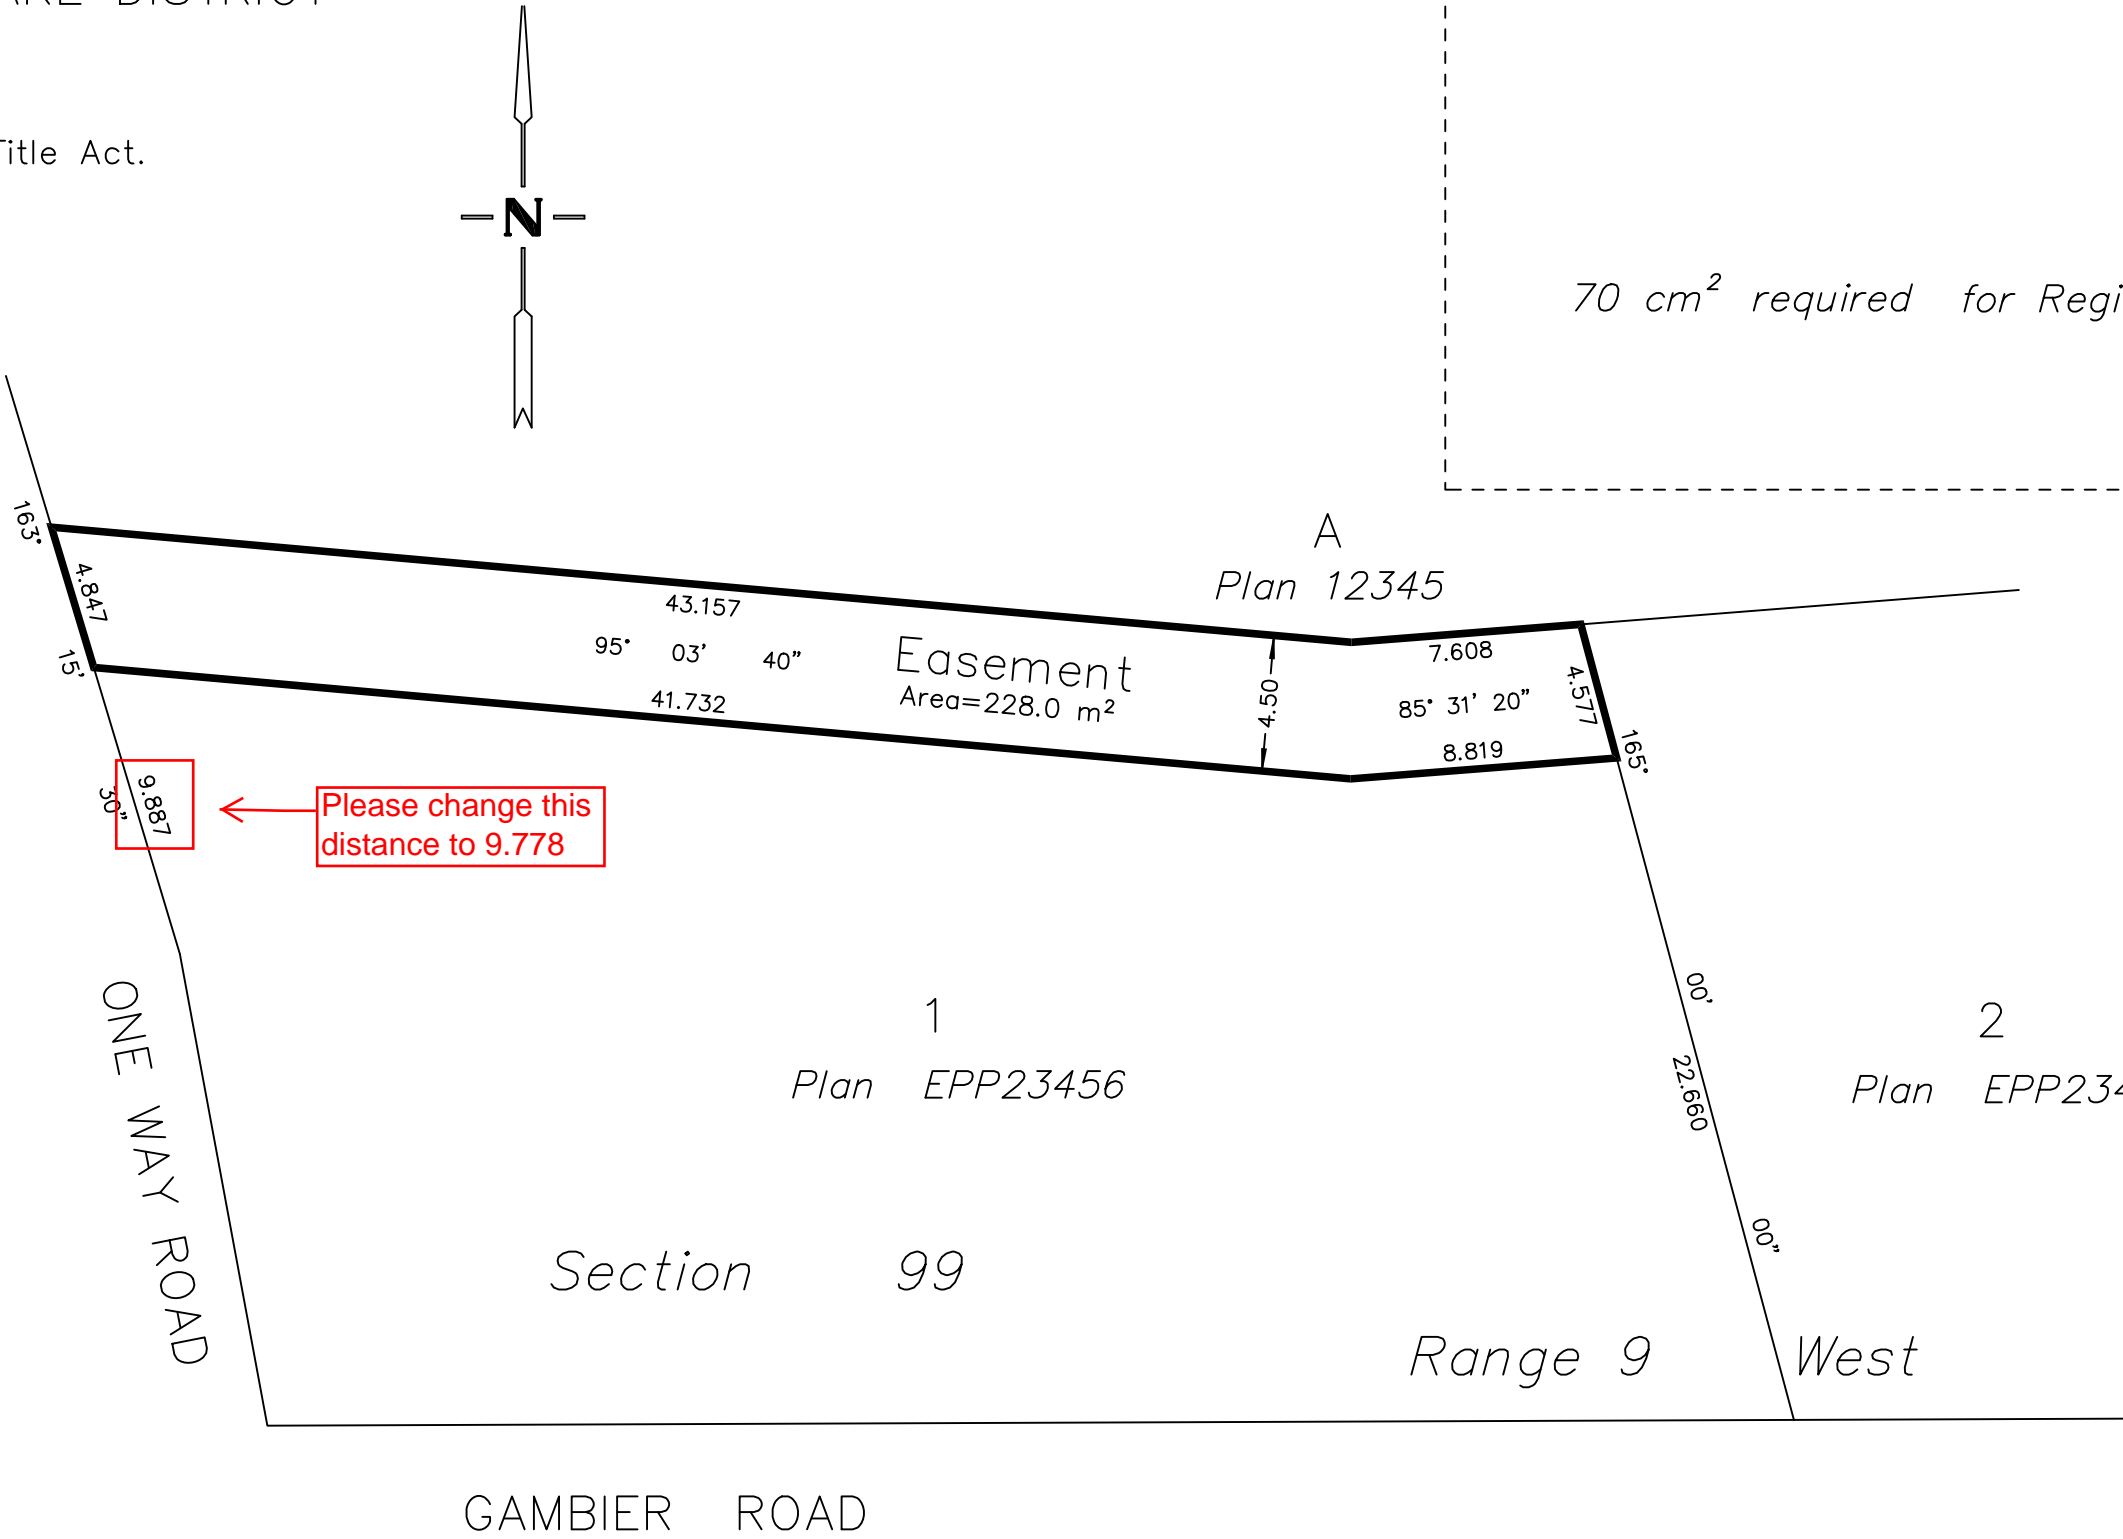 DISTRICT
Title Act.
N
70 cm² required for Regi
A
Plan 12345
163°
4.847
15'
43.157
95° 03' 40"
Easement
Area=228.0 m²
41.732
4.50
7.608
85° 31' 20"
8.819
4.577
165°
9.887
30"
Please change this
distance to 9.778
00'
22.660
00"
1
Plan EPP23456
2
Plan EPP234
ONE WAY ROAD
Section 99
Range 9 West
GAMBIER ROAD